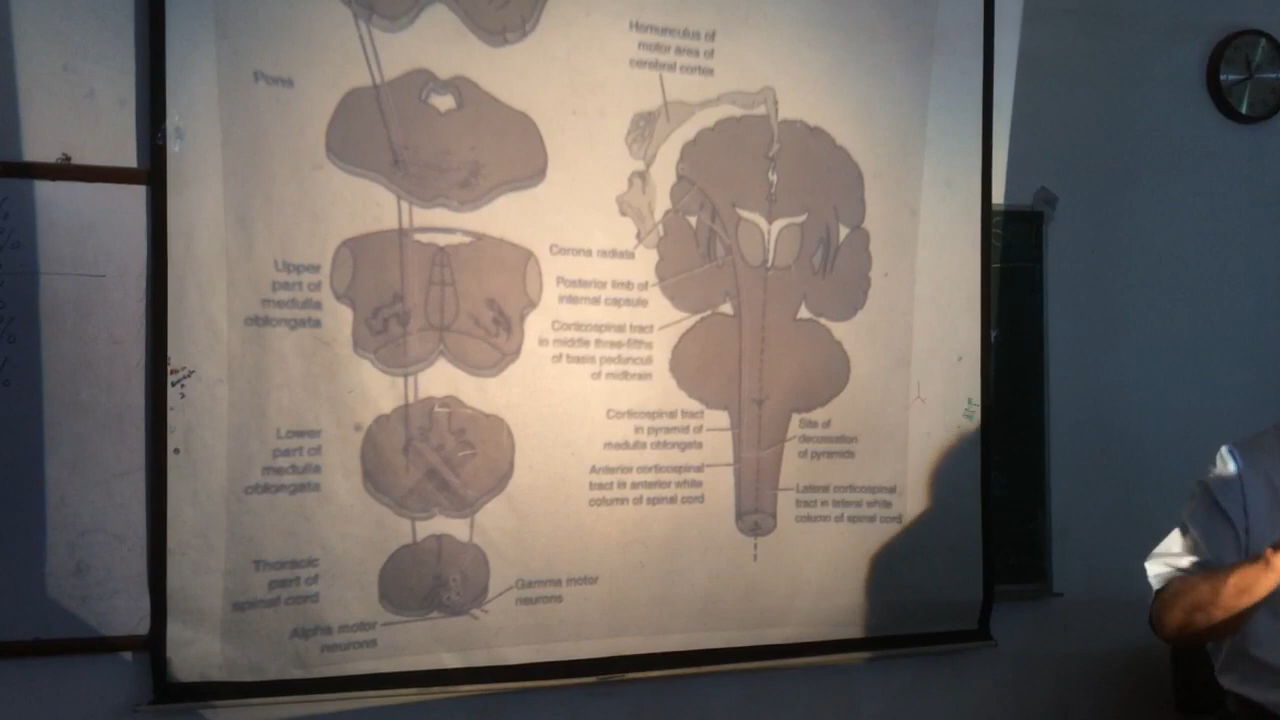 Homunculus of
motor area of
cerebral cortex
Pons
Upper
part of
medulla
oblongata
Corona radiata
Posterior limb of
internal capsule
Corticospinal tract
in middle three-fifths
of basis pedunculi
of midbrain
Lower
part of
medulla
oblongata
Corticospinal tract
in pyramid of
medulla oblongata
Site of
decussation
of pyramids
Anterior corticospinal
tract in anterior white
column of spinal cord
Lateral corticospinal
tract in lateral white
column of spinal cord
Thoracic
part of
spinal cord
Gamma motor
neurons
Alpha motor
neurons